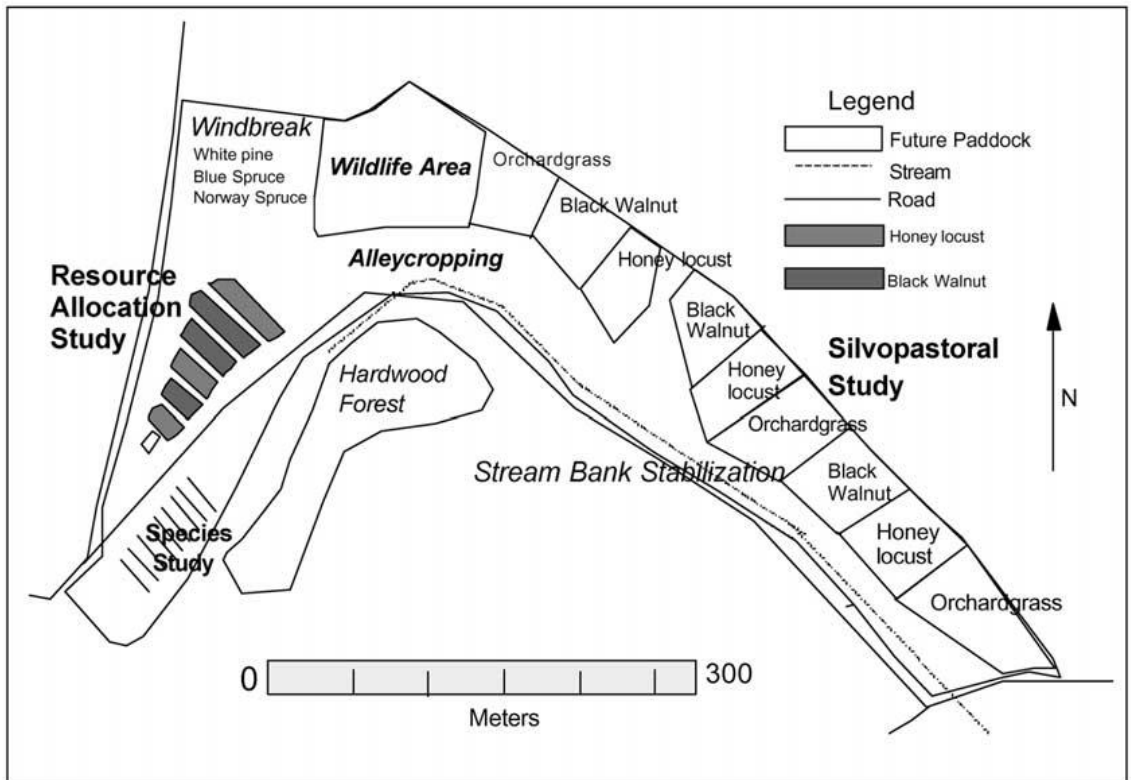 Windbreak
White pine
Blue Spruce
Norway Spruce
Wildlife Area
Orchardgrass
Black Walnut
Honey locust
Alleycropping
Resource
Allocation
Study
Hardwood
Forest
Species
Study
Stream Bank Stabilization
Black
Walnut
Honey
locust
Orchardgrass
Black
Walnut
Honey
locust
Orchardgrass
Silvopastoral
Study
Legend
Future Paddock
Stream
Road
Honey locust
Black Walnut
N
0
300
Meters